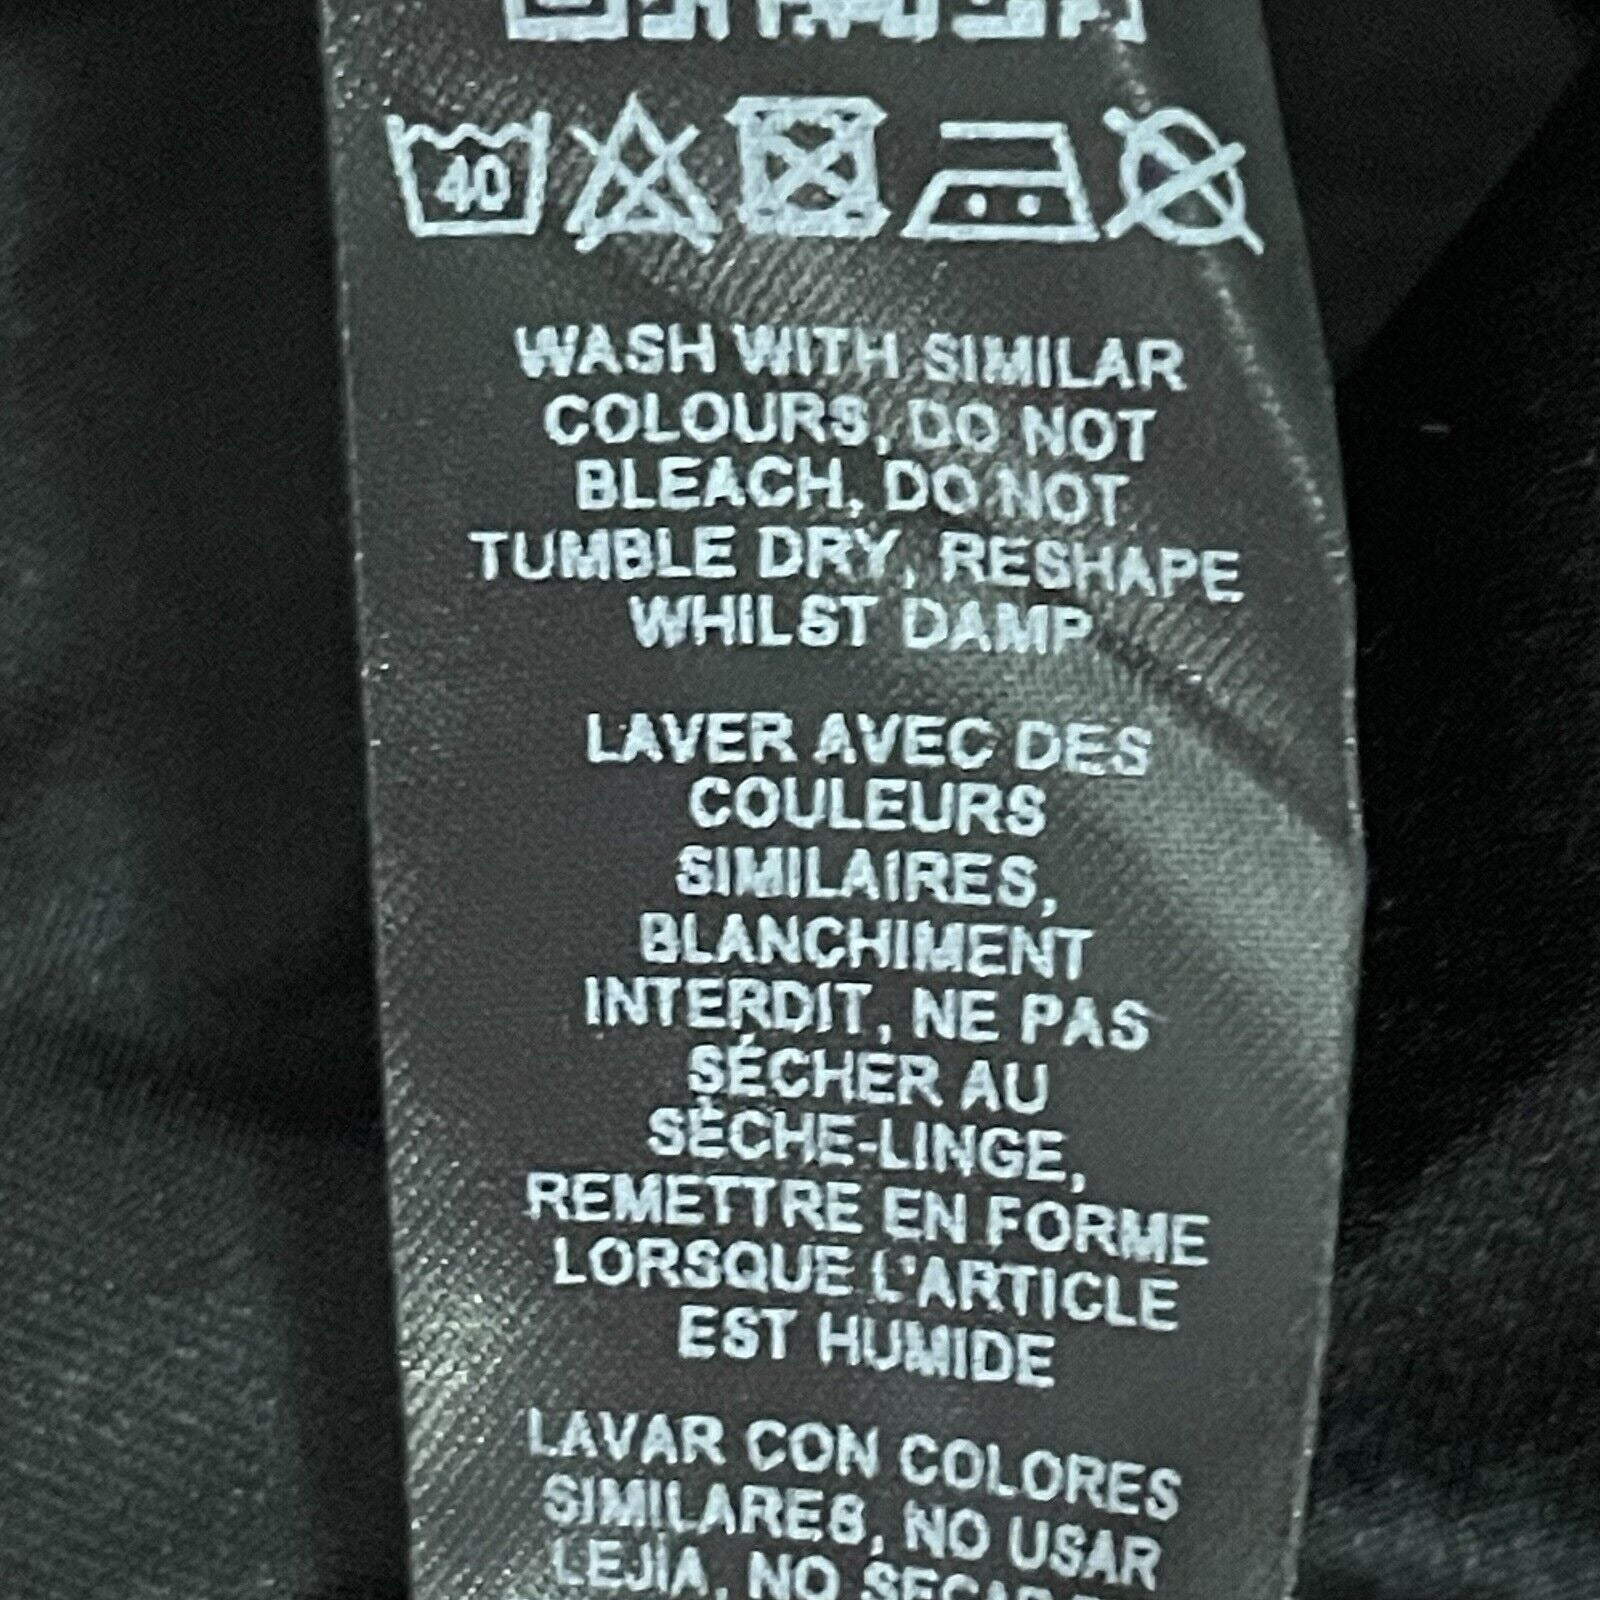 40
WASH WITH SIMILAR
COLOURS, DO NOT
BLEACH, DO NOT
TUMBLE DRY, RESHAPE
WHILST DAMP
LAVER AVEC DES
COULEURS
SIMILAIRES,
BLANCHIMENT
INTERDIT, NE PAS
SÉCHER AU
SÈCHE-LINGE,
REMETTRE EN FORME
LORSQUE L'ARTICLE
EST HUMIDE
LAVAR CON COLORES
SIMILARES, NO USAR
LEJÍA, NO